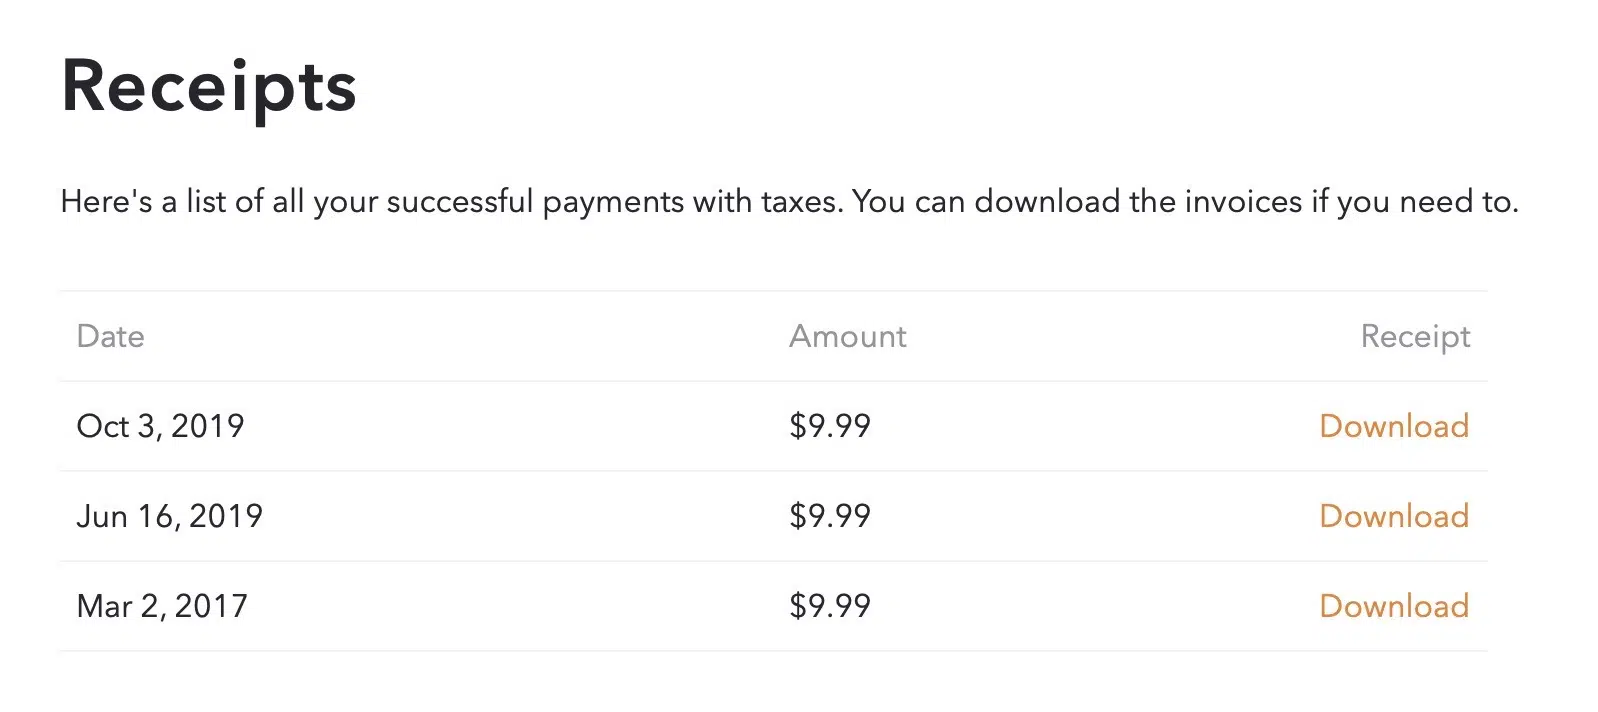 Receipts
Here's a list of all your successful payments with taxes. You can download the invoices if you need to.
Date Amount Receipt
Oct 3, 2019 $9.99 Download
Jun 16, 2019 $9.99 Download
Mar 2, 2017 $9.99 Download